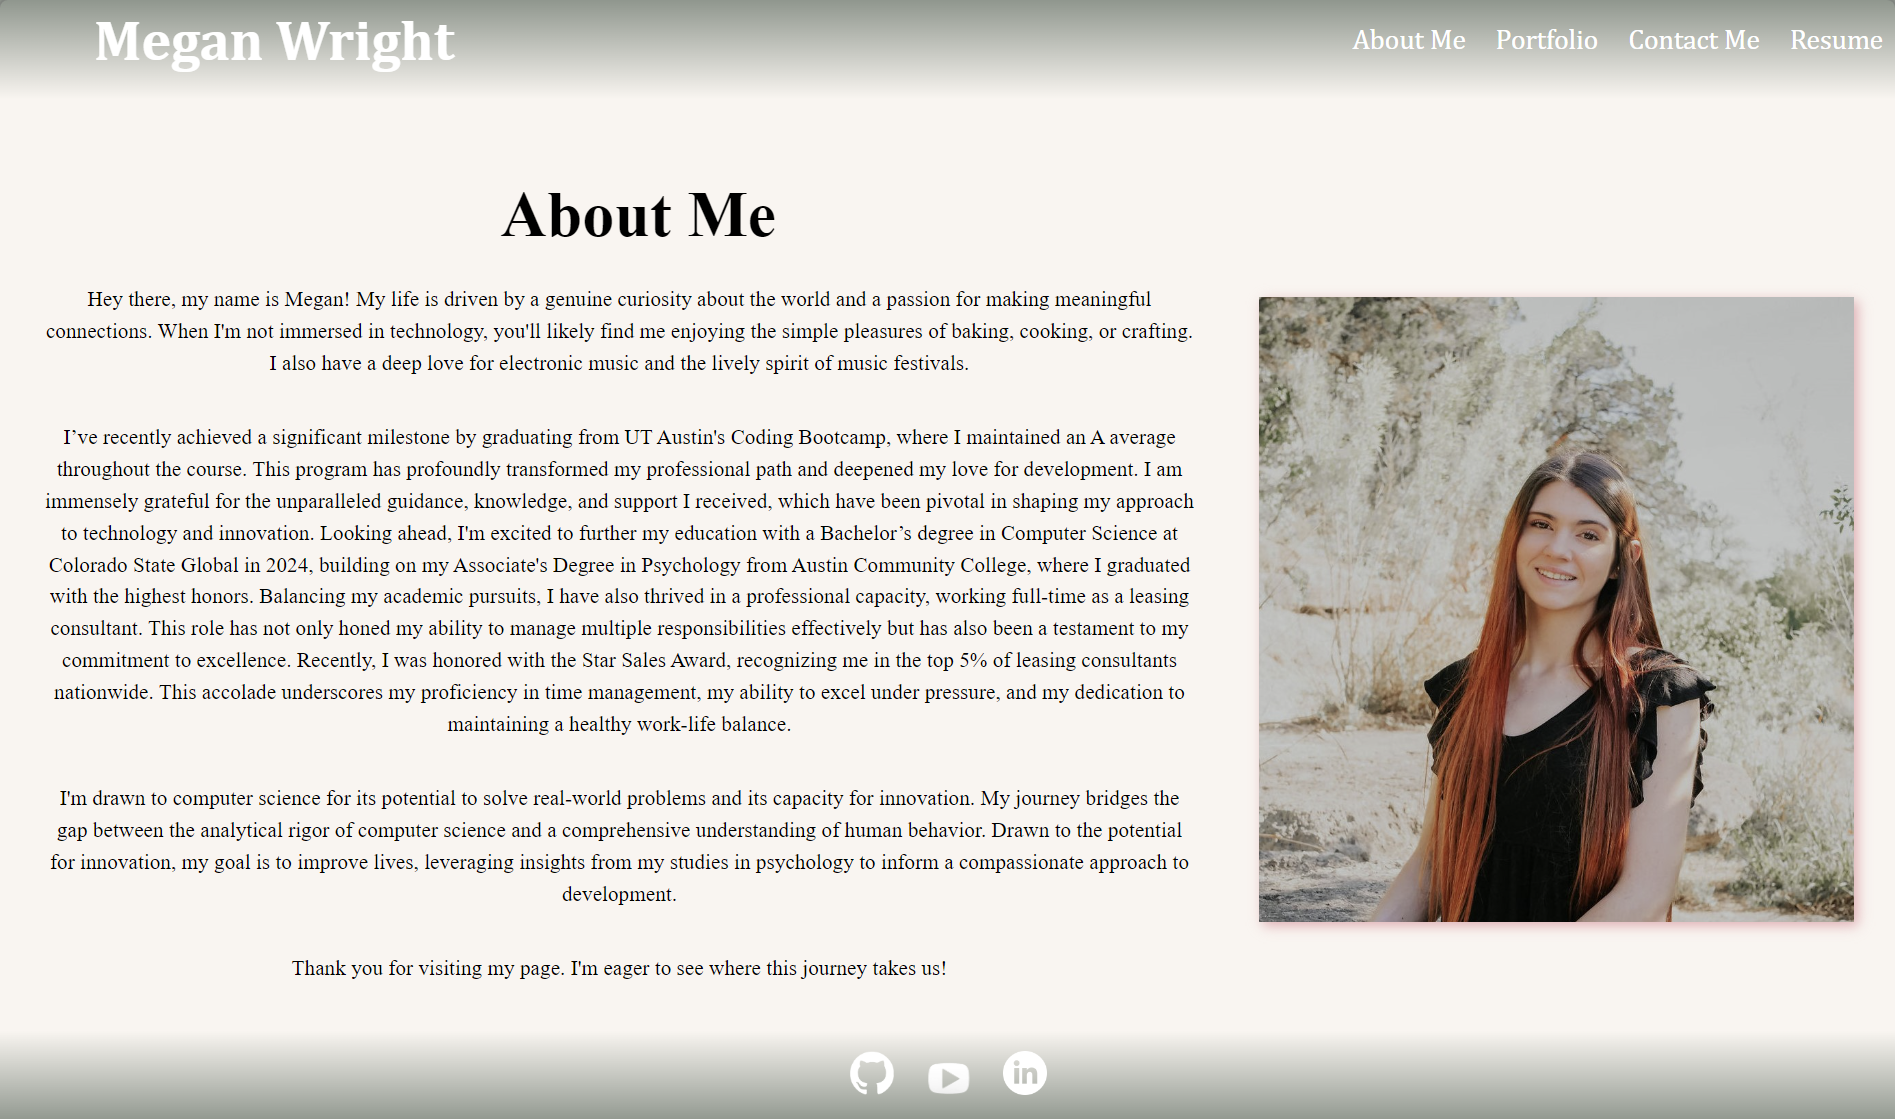 Megan Wright
About Me Portfolio Contact Me Resume
About Me
Hey there, my name is Megan! My life is driven by a genuine curiosity about the world and a passion for making meaningful
connections. When I'm not immersed in technology, you'll likely find me enjoying the simple pleasures of baking, cooking, or crafting.
I also have a deep love for electronic music and the lively spirit of music festivals.
I’ve recently achieved a significant milestone by graduating from UT Austin's Coding Bootcamp, where I maintained an A average
throughout the course. This program has profoundly transformed my professional path and deepened my love for development. I am
immensely grateful for the unparalleled guidance, knowledge, and support I received, which have been pivotal in shaping my approach
to technology and innovation. Looking ahead, I'm excited to further my education with a Bachelor’s degree in Computer Science at
Colorado State Global in 2024, building on my Associate's Degree in Psychology from Austin Community College, where I graduated
with the highest honors. Balancing my academic pursuits, I have also thrived in a professional capacity, working full-time as a leasing
consultant. This role has not only honed my ability to manage multiple responsibilities effectively but has also been a testament to my
commitment to excellence. Recently, I was honored with the Star Sales Award, recognizing me in the top 5% of leasing consultants
nationwide. This accolade underscores my proficiency in time management, my ability to excel under pressure, and my dedication to
maintaining a healthy work-life balance.
I'm drawn to computer science for its potential to solve real-world problems and its capacity for innovation. My journey bridges the
gap between the analytical rigor of computer science and a comprehensive understanding of human behavior. Drawn to the potential
for innovation, my goal is to improve lives, leveraging insights from my studies in psychology to inform a compassionate approach to
development.
Thank you for visiting my page. I'm eager to see where this journey takes us!
in